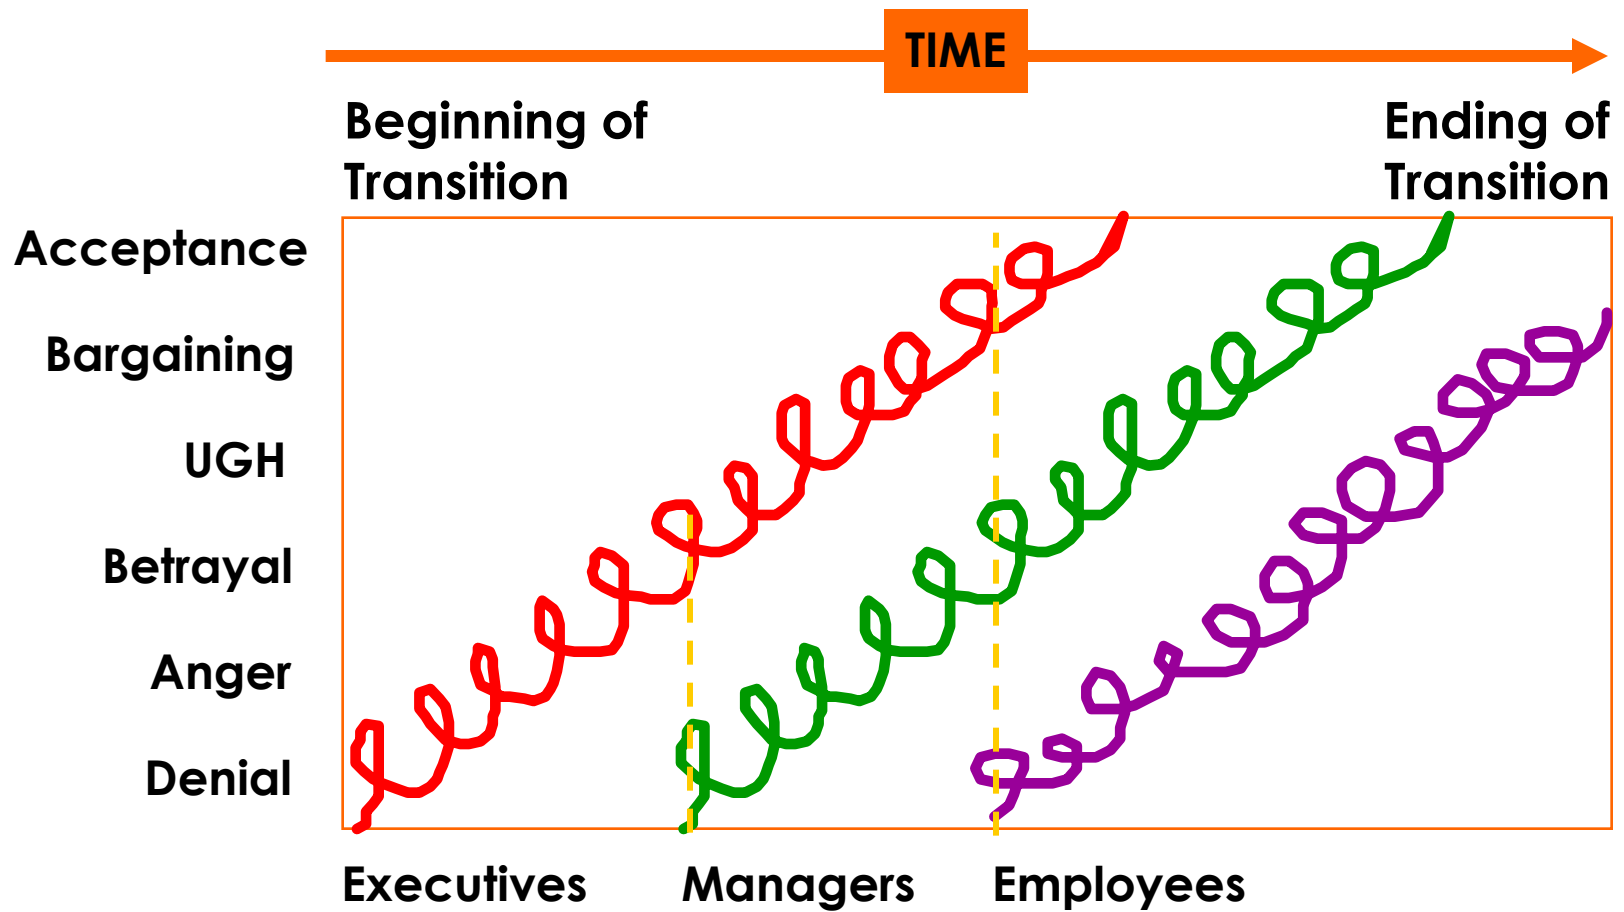 TIME
Beginning of
Transition
Ending of
Transition
Acceptance
Bargaining
UGH
Betrayal
Anger
Denial
Executives
Managers
Employees